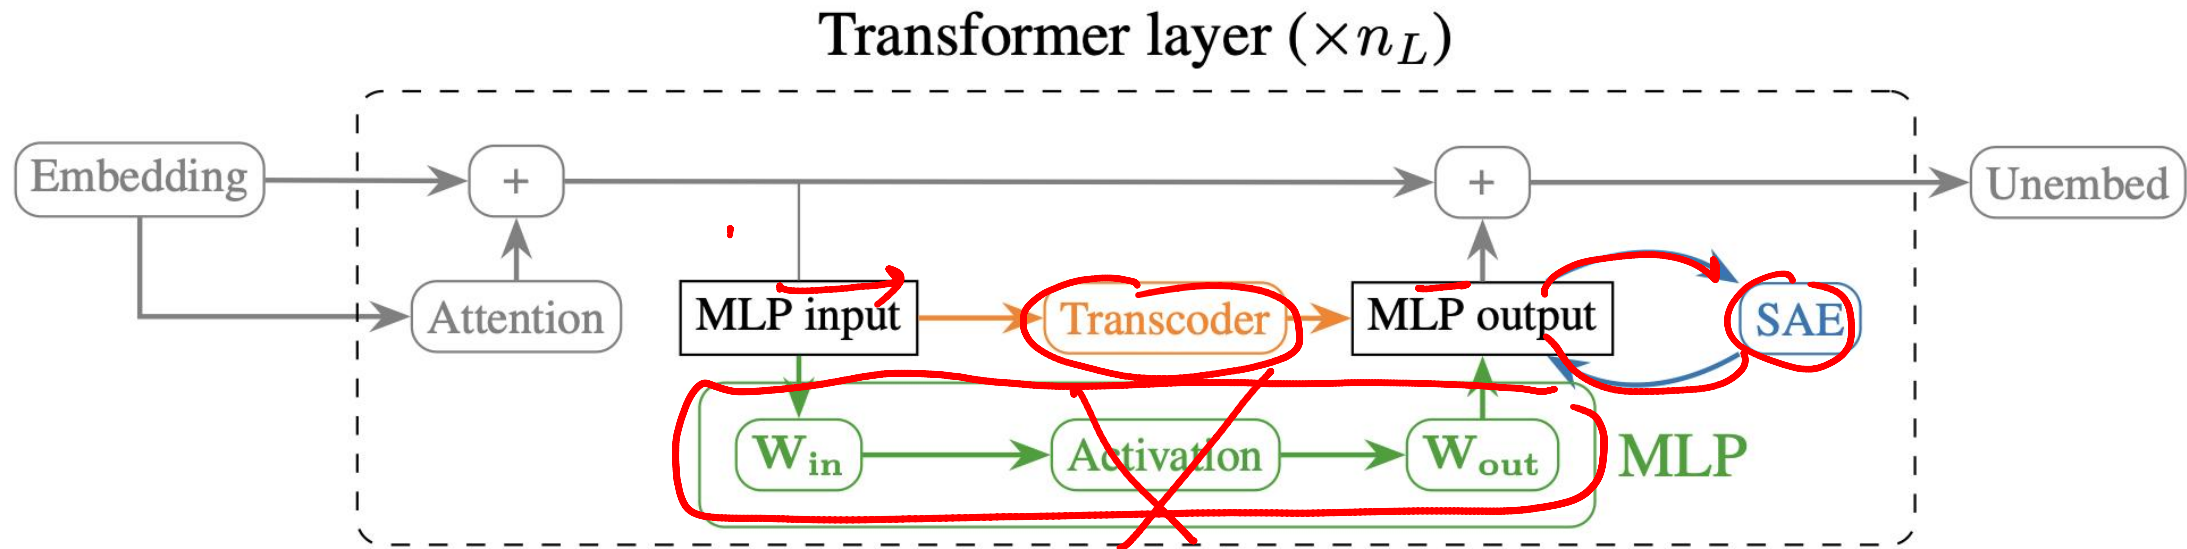 Transformer layer (×n_L)
Embedding
+
+
Unembed
Attention
MLP input
Transcoder
MLP output
SAE
W_in
Activation
W_out
MLP